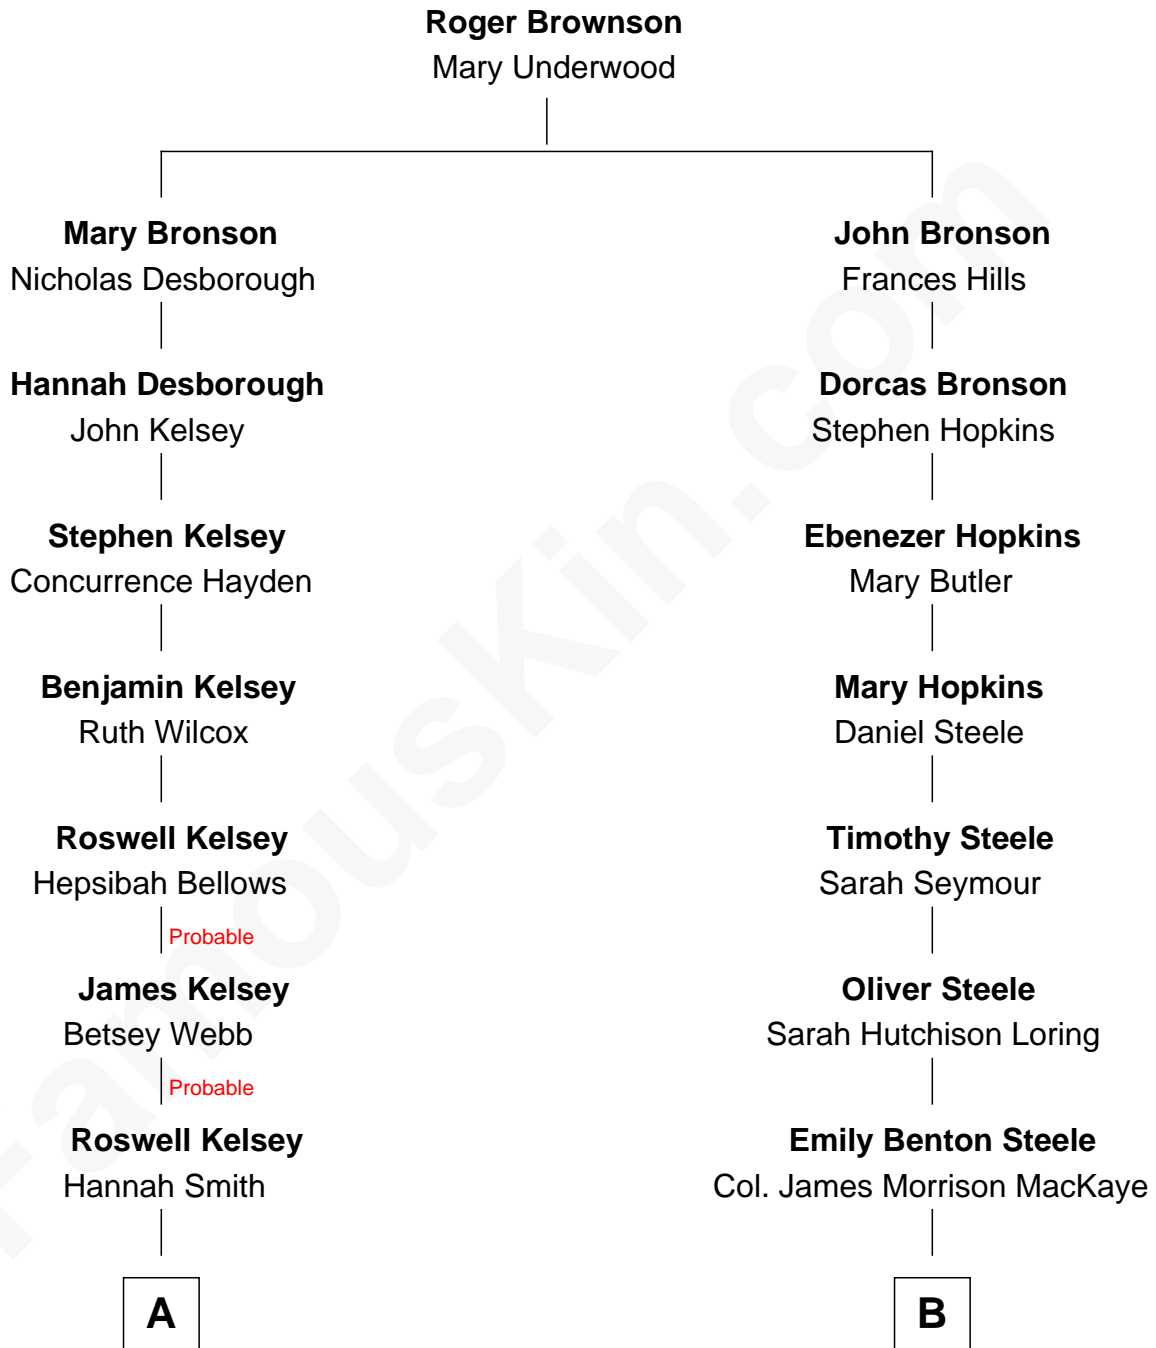 Roger Brownson
Mary Underwood
Mary Bronson
Nicholas Desborough
John Bronson
Frances Hills
Hannah Desborough
John Kelsey
Dorcas Bronson
Stephen Hopkins
Stephen Kelsey
Concurrence Hayden
Ebenezer Hopkins
Mary Butler
Benjamin Kelsey
Ruth Wilcox
Mary Hopkins
Daniel Steele
Roswell Kelsey
Hepsibah Bellows
Timothy Steele
Sarah Seymour
Probable
James Kelsey
Betsey Webb
Oliver Steele
Sarah Hutchison Loring
Probable
Roswell Kelsey
Hannah Smith
Emily Benton Steele
Col. James Morrison MacKaye
A
B
FamousKin.com